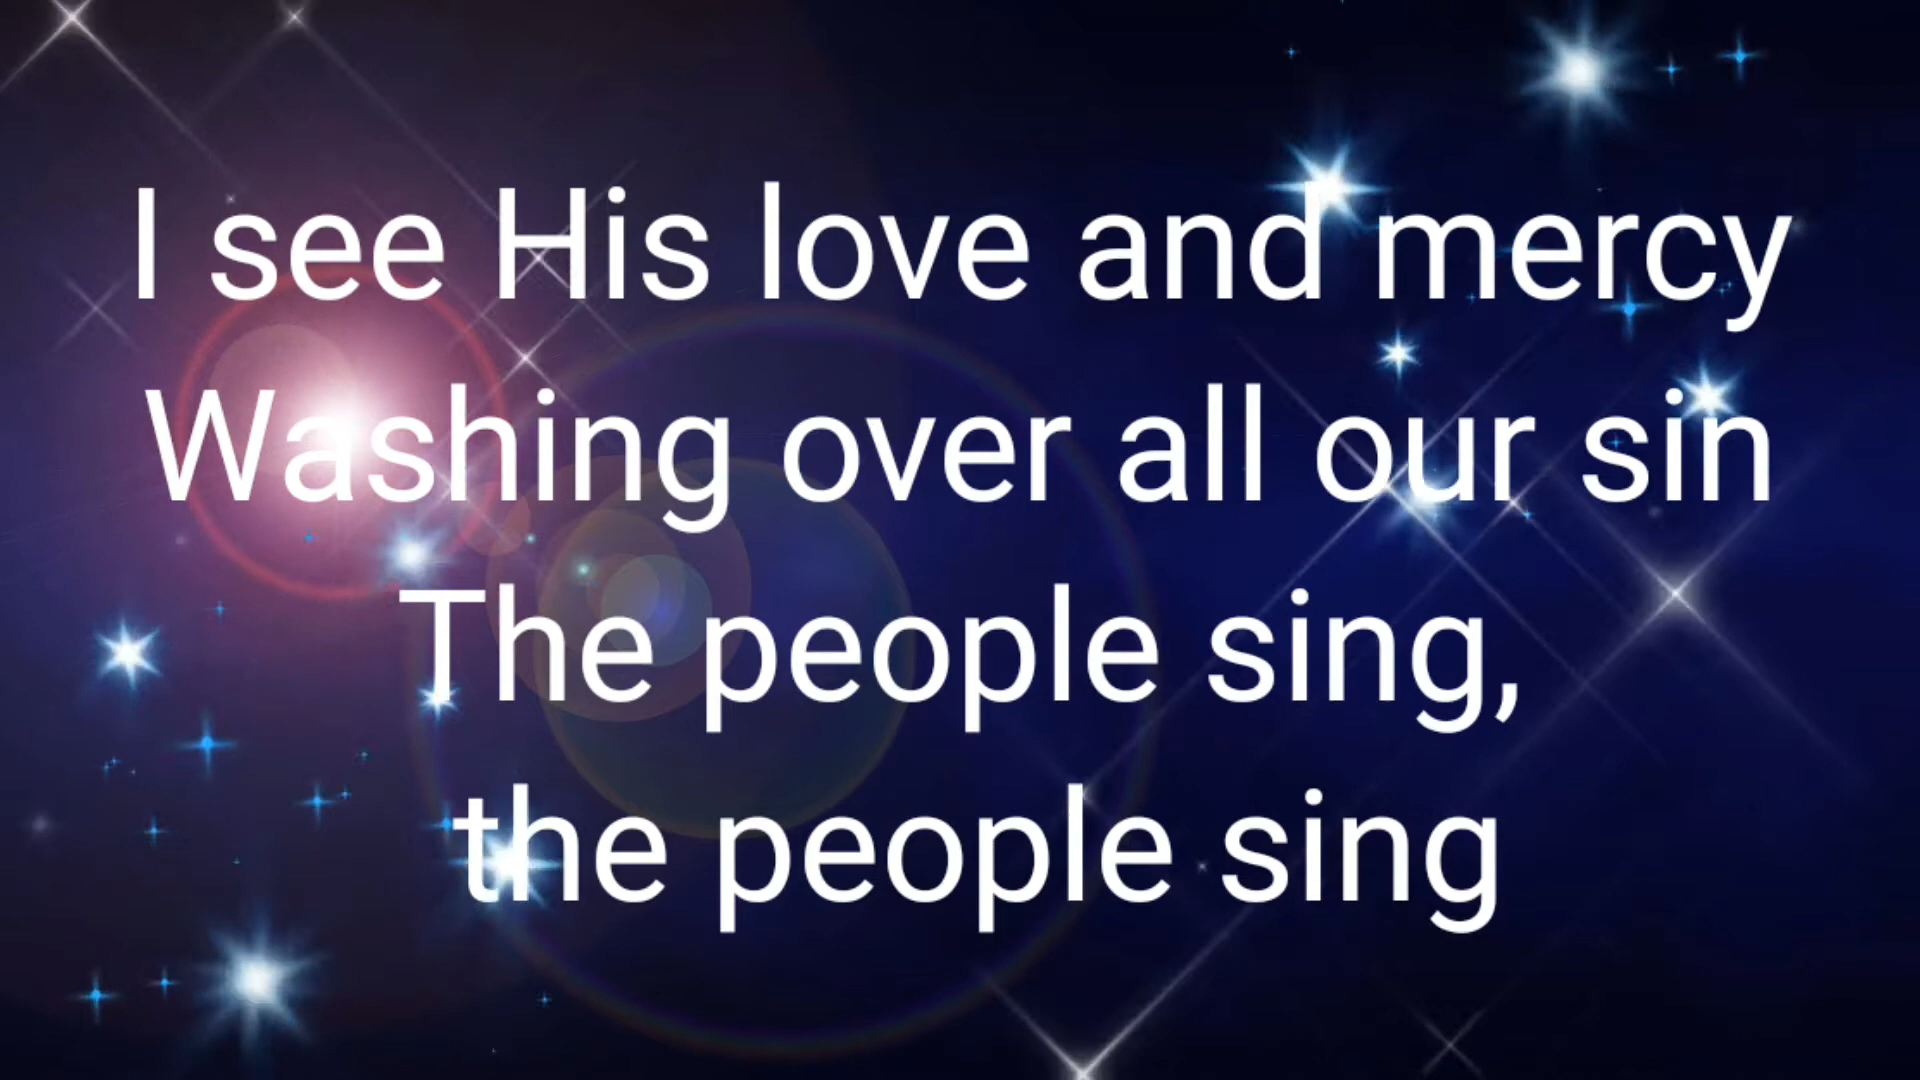 I see His love and mercy
Washing over all our sin
The people sing,
the people sing